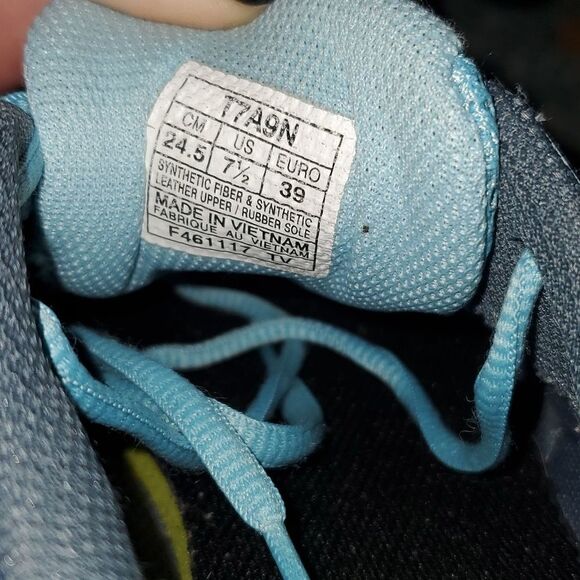 T7A9N
CM US EURO
24.5 7½ 39
SYNTHETIC FIBER & SYNTHETIC
LEATHER UPPER / RUBBER SOLE
MADE IN VIETNAM
FABRIQUE AU VIETNAM
F461117 TV